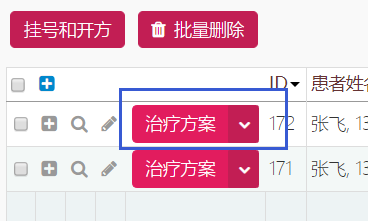 挂号和开方 批量删除
ID 患者姓名
治疗方案 172 张飞, 13
治疗方案 171 张飞, 13